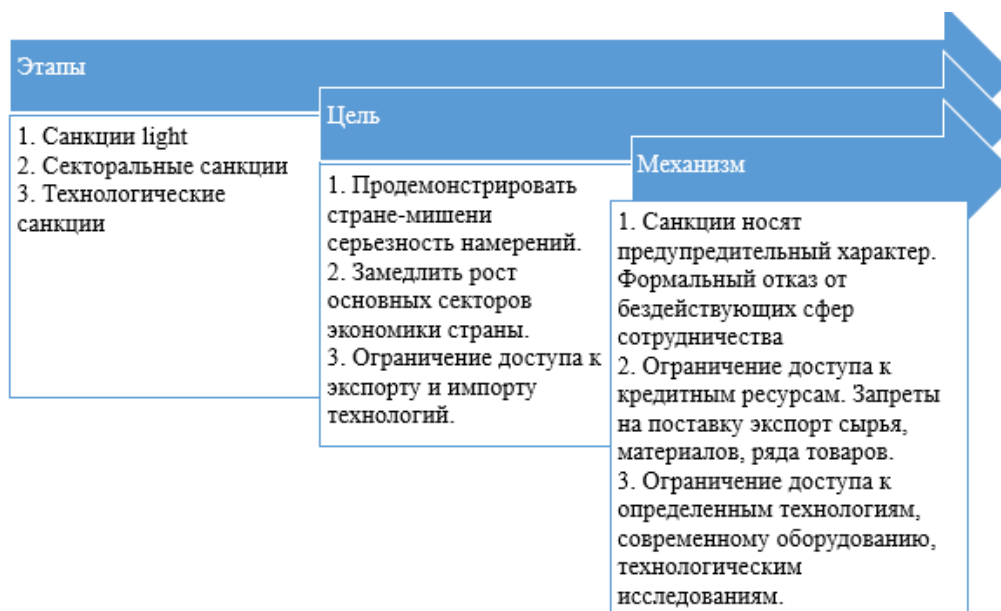 Этапы
1. Санкции light
2. Секторальные санкции
3. Технологические
санкции
Цель
1. Продемонстрировать
стране-мишени
серьезность намерений.
2. Замедлить рост
основных секторов
экономики страны.
3. Ограничение доступа к
экспорту и импорту
технологий.
Механизм
1. Санкции носят
предупредительный характер.
Формальный отказ от
бездействующих сфер
сотрудничества
2. Ограничение доступа к
кредитным ресурсам. Запреты
на поставку экспорт сырья,
материалов, ряда товаров.
3. Ограничение доступа к
определенным технологиям,
современному оборудованию,
технологическим
исследованиям.